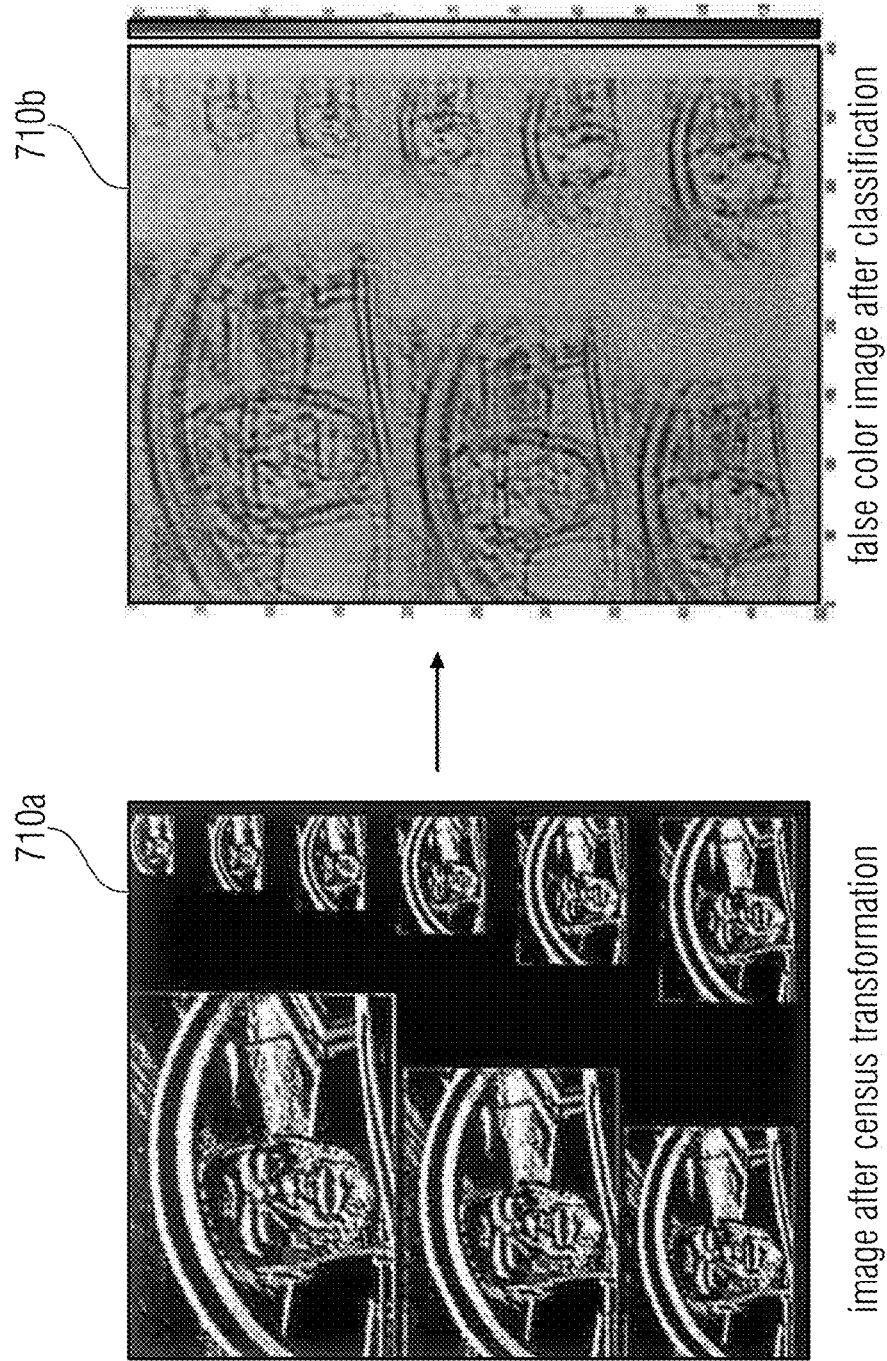 710a
image after census transformation
710b
false color image after classification